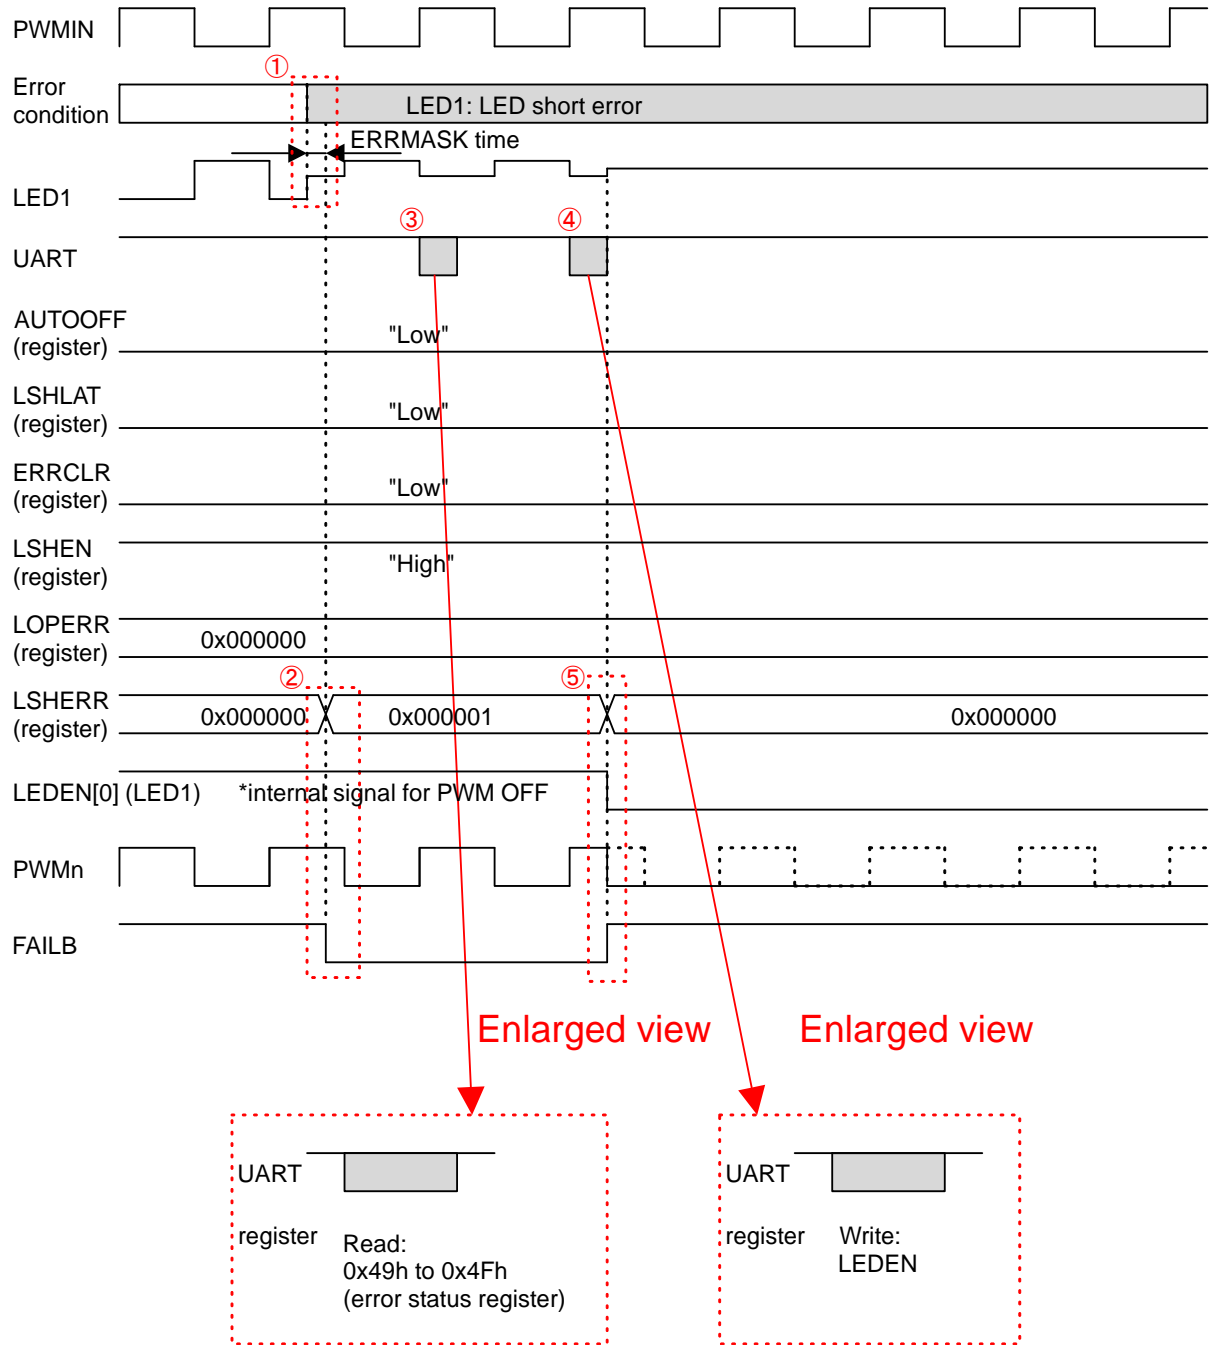 PWMIN
①
Error
condition
LED1: LED short error
ERRMASK time
LED1
③
④
UART
AUTOOFF
(register)
"Low"
LSHLAT
(register)
"Low"
ERRCLR
(register)
"Low"
LSHEN
(register)
"High"
LOPERR
(register)
0x000000
②
⑤
LSHERR
(register)
0x000000
0x000001
0x000000
LEDEN[0] (LED1)
*internal signal for PWM OFF
PWMn
FAILB
Enlarged view
Enlarged view
UART
register
Read:
0x49h to 0x4Fh
(error status register)
UART
register
Write:
LEDEN